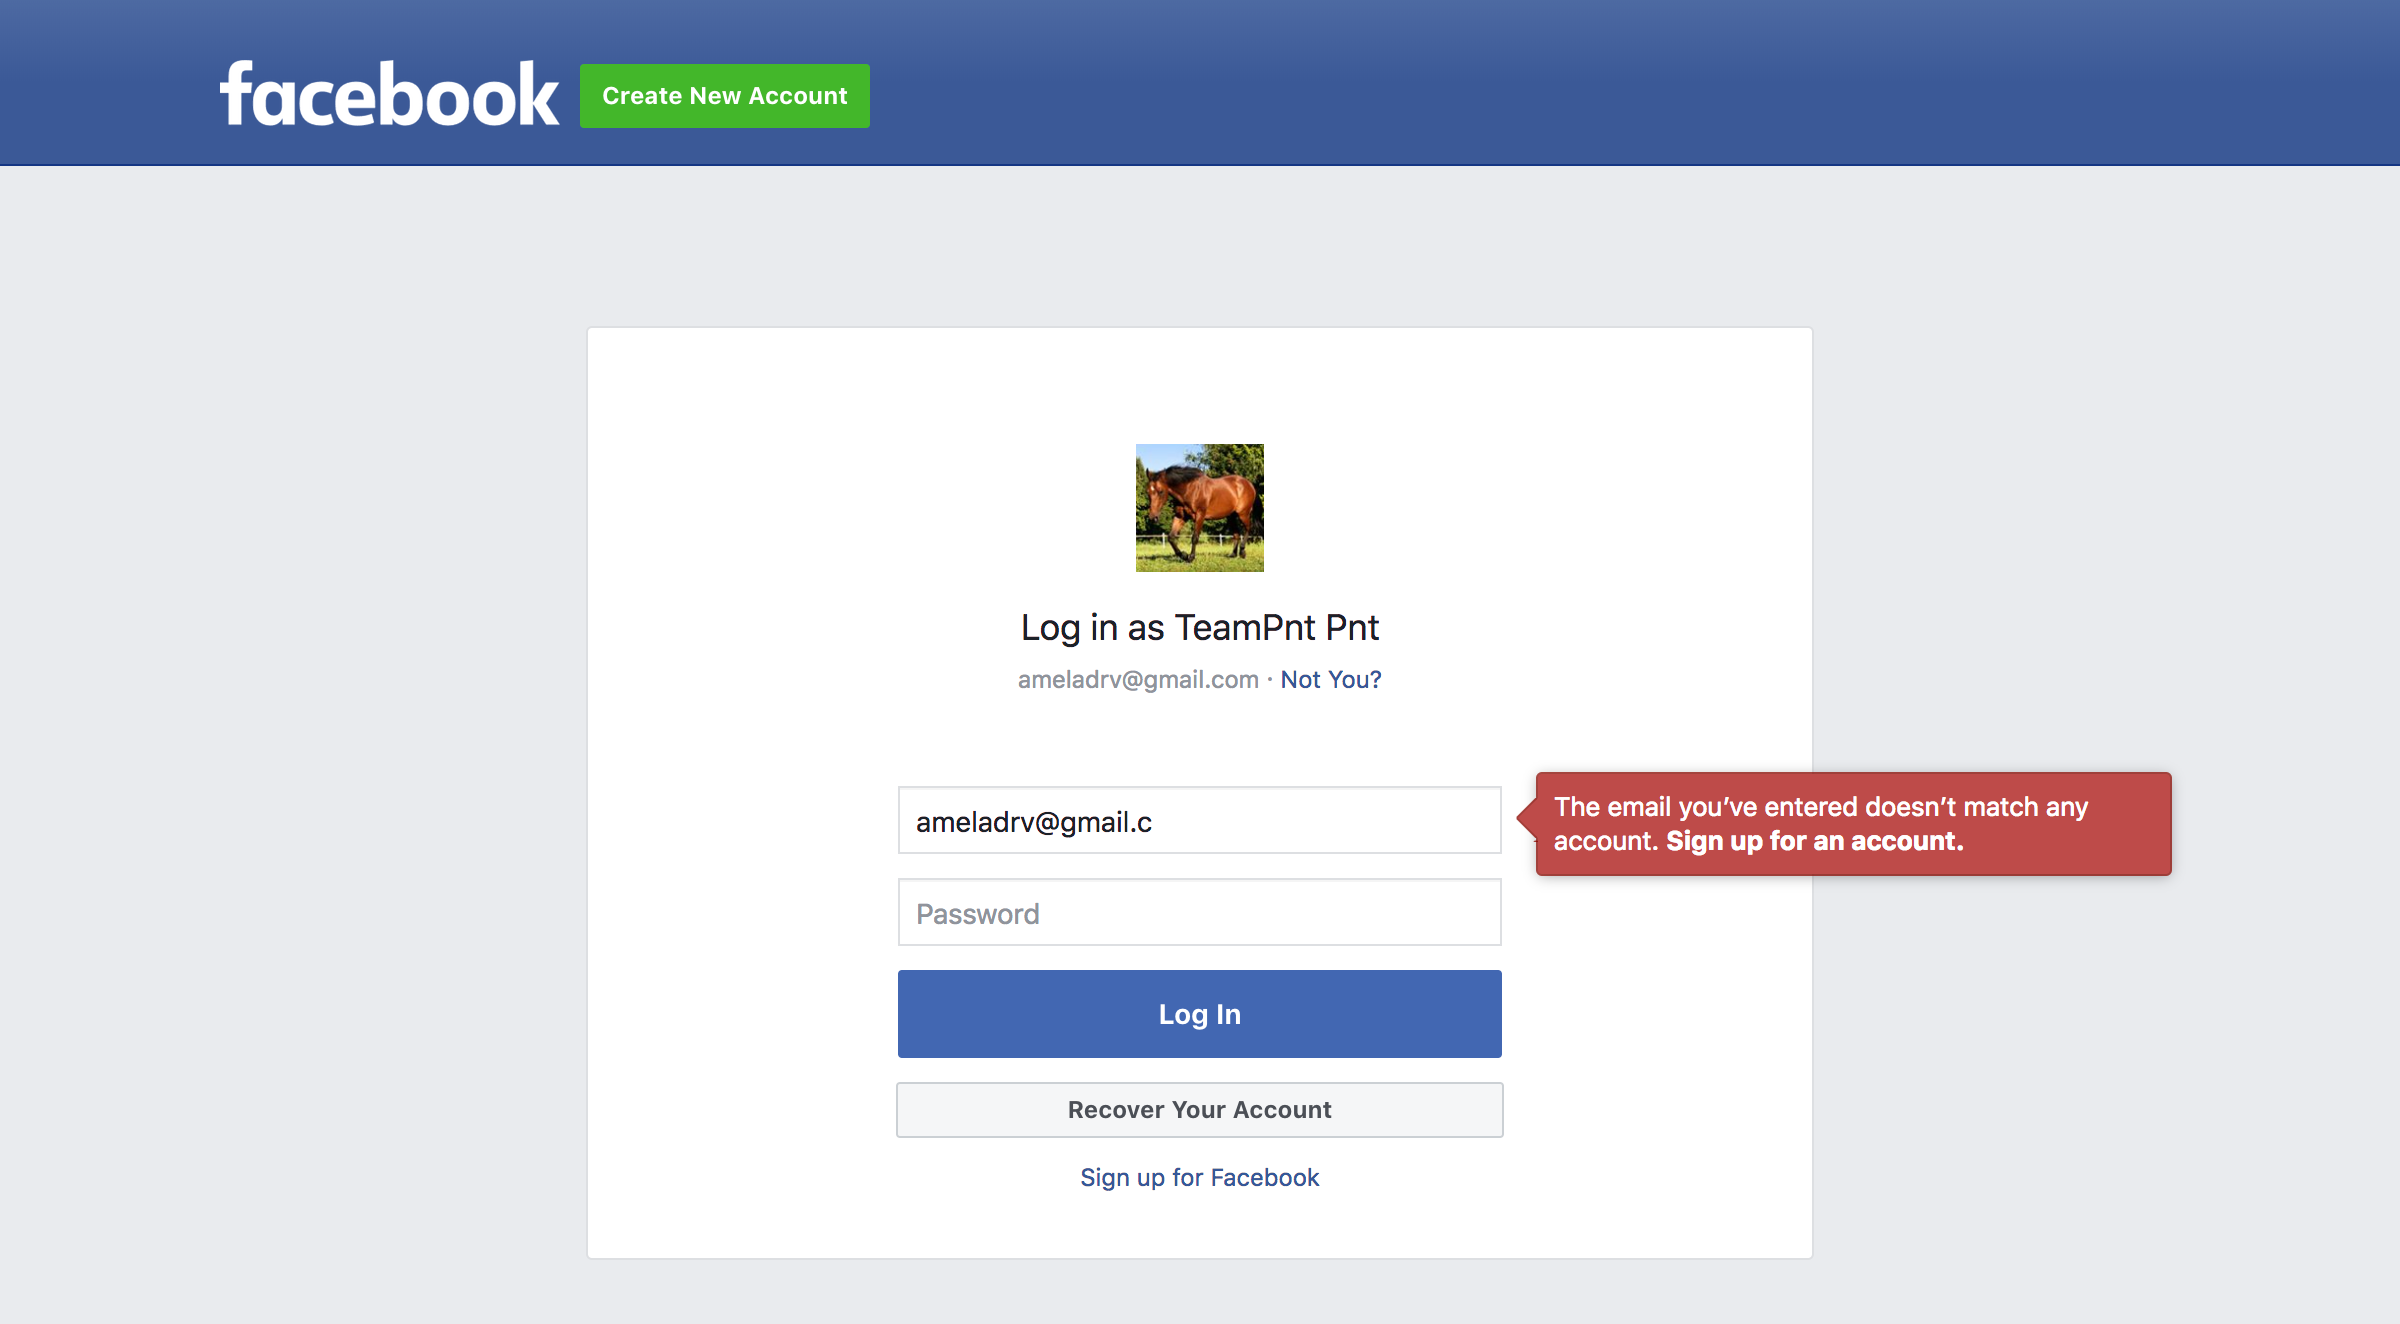 facebook Create New Account
Log in as TeamPnt Pnt
ameladrv@gmail.com · Not You?
ameladrv@gmail.c
The email you’ve entered doesn’t match any
account. Sign up for an account.
Password
Log In
Recover Your Account
Sign up for Facebook